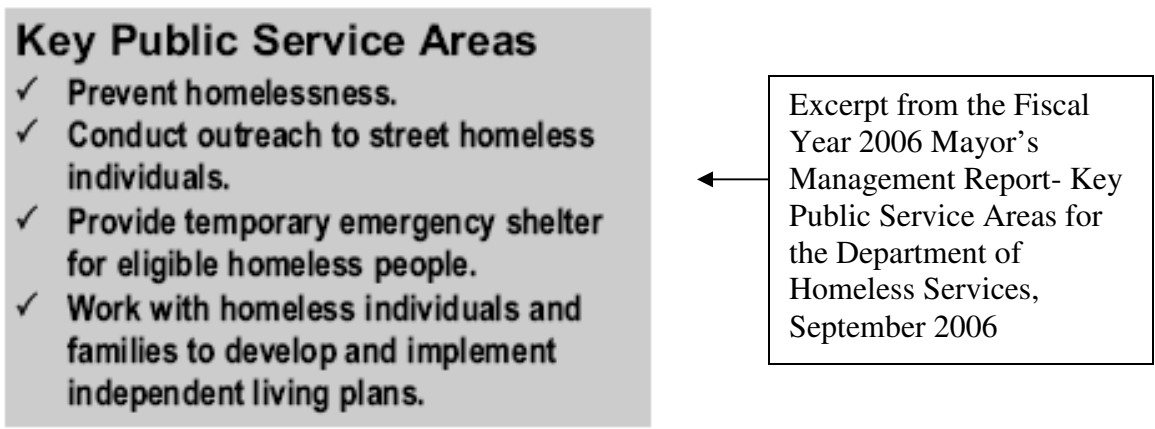 Key Public Service Areas
✓ Prevent homelessness.
✓ Conduct outreach to street homeless
individuals.
✓ Provide temporary emergency shelter
for eligible homeless people.
✓ Work with homeless individuals and
families to develop and implement
independent living plans.
Excerpt from the Fiscal
Year 2006 Mayor’s
Management Report- Key
Public Service Areas for
the Department of
Homeless Services,
September 2006